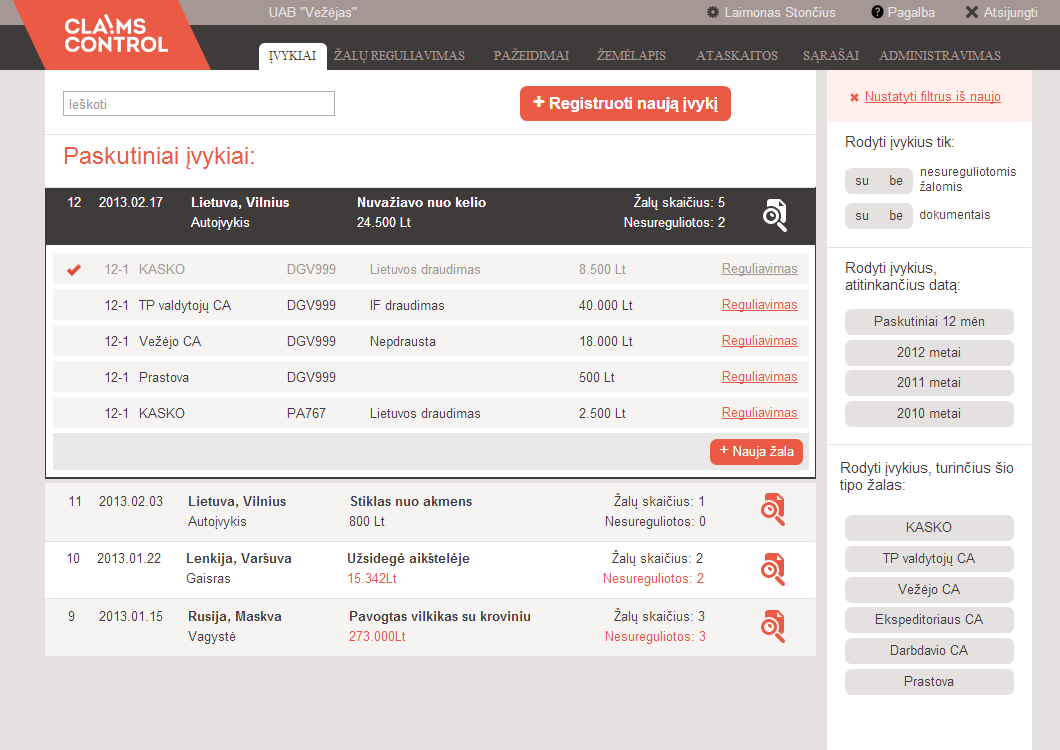 UAB "Vežėjas"
Laimonas Stončius
Pagalba
Atsijungti
CLAIMS
CONTROL
ĮVYKIAI
ŽALŲ REGULIAVIMAS
PAŽEIDIMAI
ŽEMĖLAPIS
ATASKAITOS
SĄRAŠAI
ADMINISTRAVIMAS
Ieškoti
+ Registruoti naują įvykį
Paskutiniai įvykiai:
12 2013.02.17 Lietuva, Vilnius Nuvažiavo nuo kelio Žalų skaičius: 5
Autoįvykis 24.500 Lt Nesureguliotos: 2
12-1 KASKO DGV999 Lietuvos draudimas 8.500 Lt Reguliavimas
12-1 TP valdytojų CA DGV999 IF draudimas 40.000 Lt Reguliavimas
12-1 Vežėjo CA DGV999 Nepdrausta 18.000 Lt Reguliavimas
12-1 Prastova DGV999 500 Lt Reguliavimas
12-1 KASKO PA767 Lietuvos draudimas 2.500 Lt Reguliavimas
+ Nauja žala
11 2013.02.03 Lietuva, Vilnius Stiklas nuo akmens Žalų skaičius: 1
Autoįvykis 800 Lt Nesureguliotos: 0
10 2013.01.22 Lenkija, Varšuva Užsidegė aikštelėje Žalų skaičius: 2
Gaisras 15.342Lt Nesureguliotos: 2
9 2013.01.15 Rusija, Maskva Pavogtas vilkikas su kroviniu Žalų skaičius: 3
Vagystė 273.000Lt Nesureguliotos: 3
Nustatyti filtrus iš naujo
Rodyti įvykius tik:
su be nesureguliotomis
žalomis
su be dokumentais
Rodyti įvykius,
atitinkančius datą:
Paskutiniai 12 mėn
2012 metai
2011 metai
2010 metai
Rodyti įvykius, turinčius šio
tipo žalas:
KASKO
TP valdytojų CA
Vežėjo CA
Ekspeditoriaus CA
Darbdavio CA
Prastova